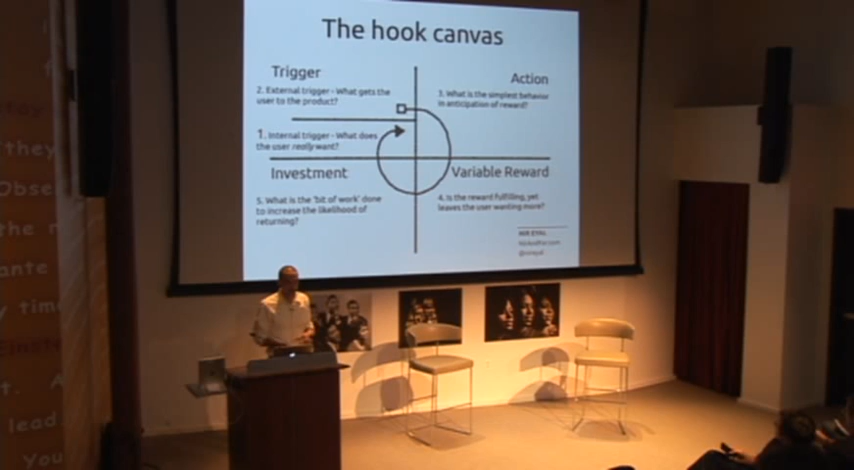 The hook canvas
Trigger
2. External trigger - What gets the
user to the product?
1. Internal trigger - What does
the user really want?
Action
3. What is the simplest behavior
in anticipation of reward?
Investment
5. What is the 'bit of work' done
to increase the likelihood of
returning?
Variable Reward
4. Is the reward fulfilling, yet
leaves the user wanting more?
NIR EYAL
they
Obse
the
ante
time
Einste
t. A
lead
You